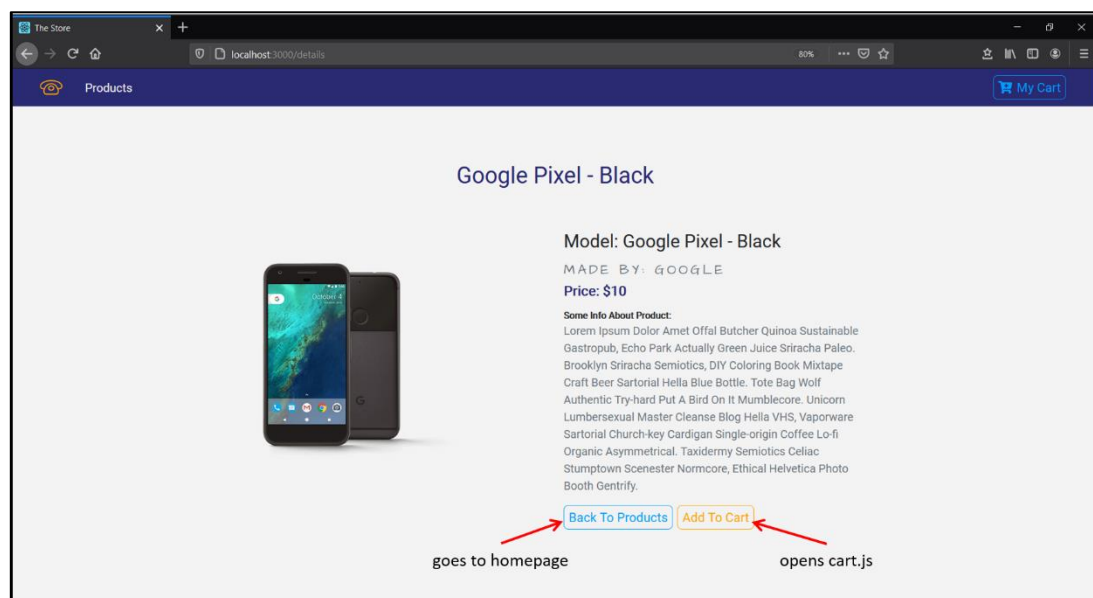 The Store
localhost:3000/details
80%
Products
My Cart
Google Pixel - Black
Model: Google Pixel - Black
MADE BY: GOOGLE
Price: $10
Some Info About Product:
Lorem Ipsum Dolor Amet Offal Butcher Quinoa Sustainable
Gastropub, Echo Park Actually Green Juice Sriracha Paleo.
Brooklyn Sriracha Semiotics, DIY Coloring Book Mixtape
Craft Beer Sartorial Hella Blue Bottle. Tote Bag Wolf
Authentic Try-hard Put A Bird On It Mumblecore. Unicorn
Lumbersexual Master Cleanse Blog Hella VHS, Vaporware
Sartorial Church-key Cardigan Single-origin Coffee Lo-fi
Organic Asymmetrical. Taxidermy Semiotics Celiac
Stumptown Scenester Normcore, Ethical Helvetica Photo
Booth Gentrify.
October 4
G
Back To Products
Add To Cart
goes to homepage
opens cart.js